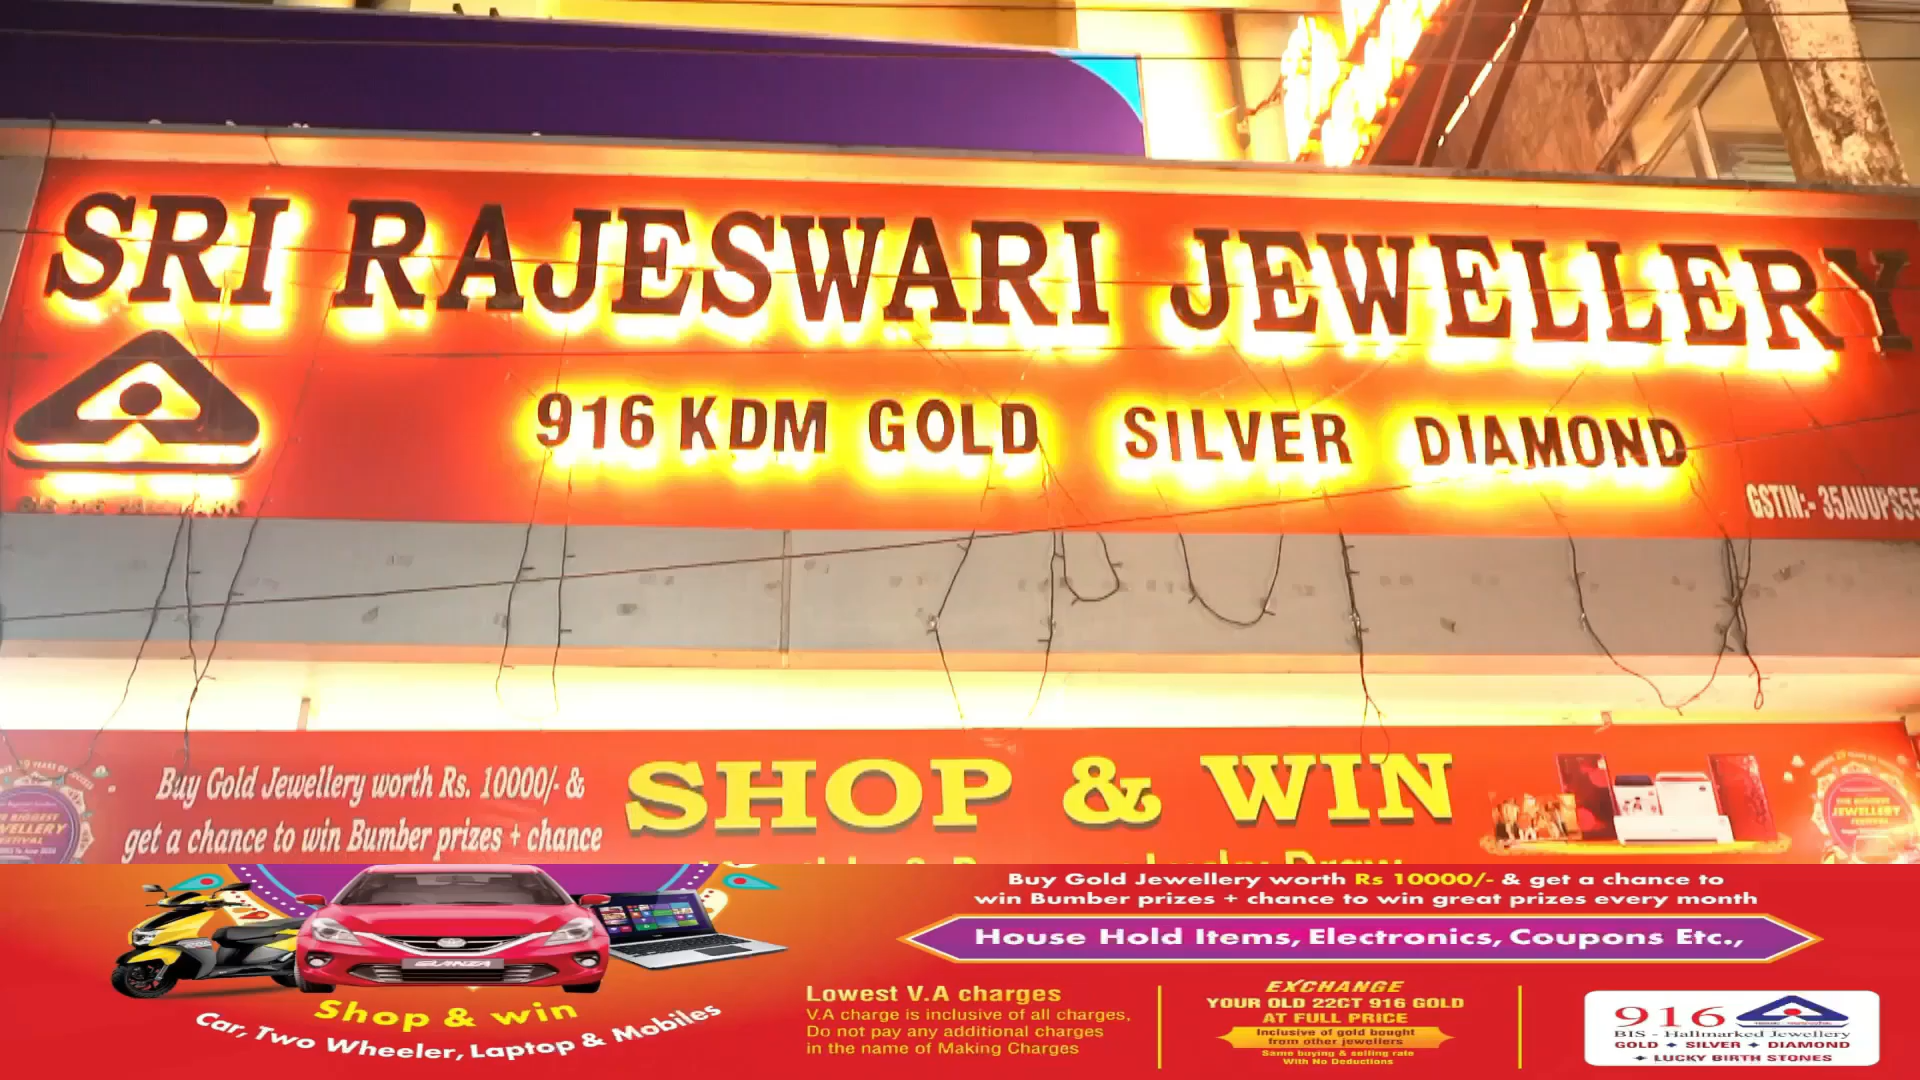 SRI RAJESWARI JEWELLERY
916 KDM GOLD SILVER DIAMOND
GSTIN:- 35AUUPS55
Buy Gold Jewellery worth Rs. 10000/- &
get a chance to win Bumber prizes + chance
SHOP & WIN
JEWELLERY
Buy Gold Jewellery worth Rs 10000/- & get a chance to
win Bumber prizes + chance to win great prizes every month
House Hold Items, Electronics, Coupons Etc.,
GLANZA
Shop & win
Car, Two Wheeler, Laptop & Mobiles
Lowest V.A charges
V.A charge is inclusive of all charges,
Do not pay any additional charges
in the name of Making Charges
EXCHANGE
YOUR OLD 22CT 916 GOLD
AT FULL PRICE
Inclusive of gold bought
from other jewellers
Same buying & selling rate
With No Deductions
916
BIS - Hallmarked Jewellery
GOLD ✦ SILVER ✦ DIAMOND
✦ LUCKY BIRTH STONES